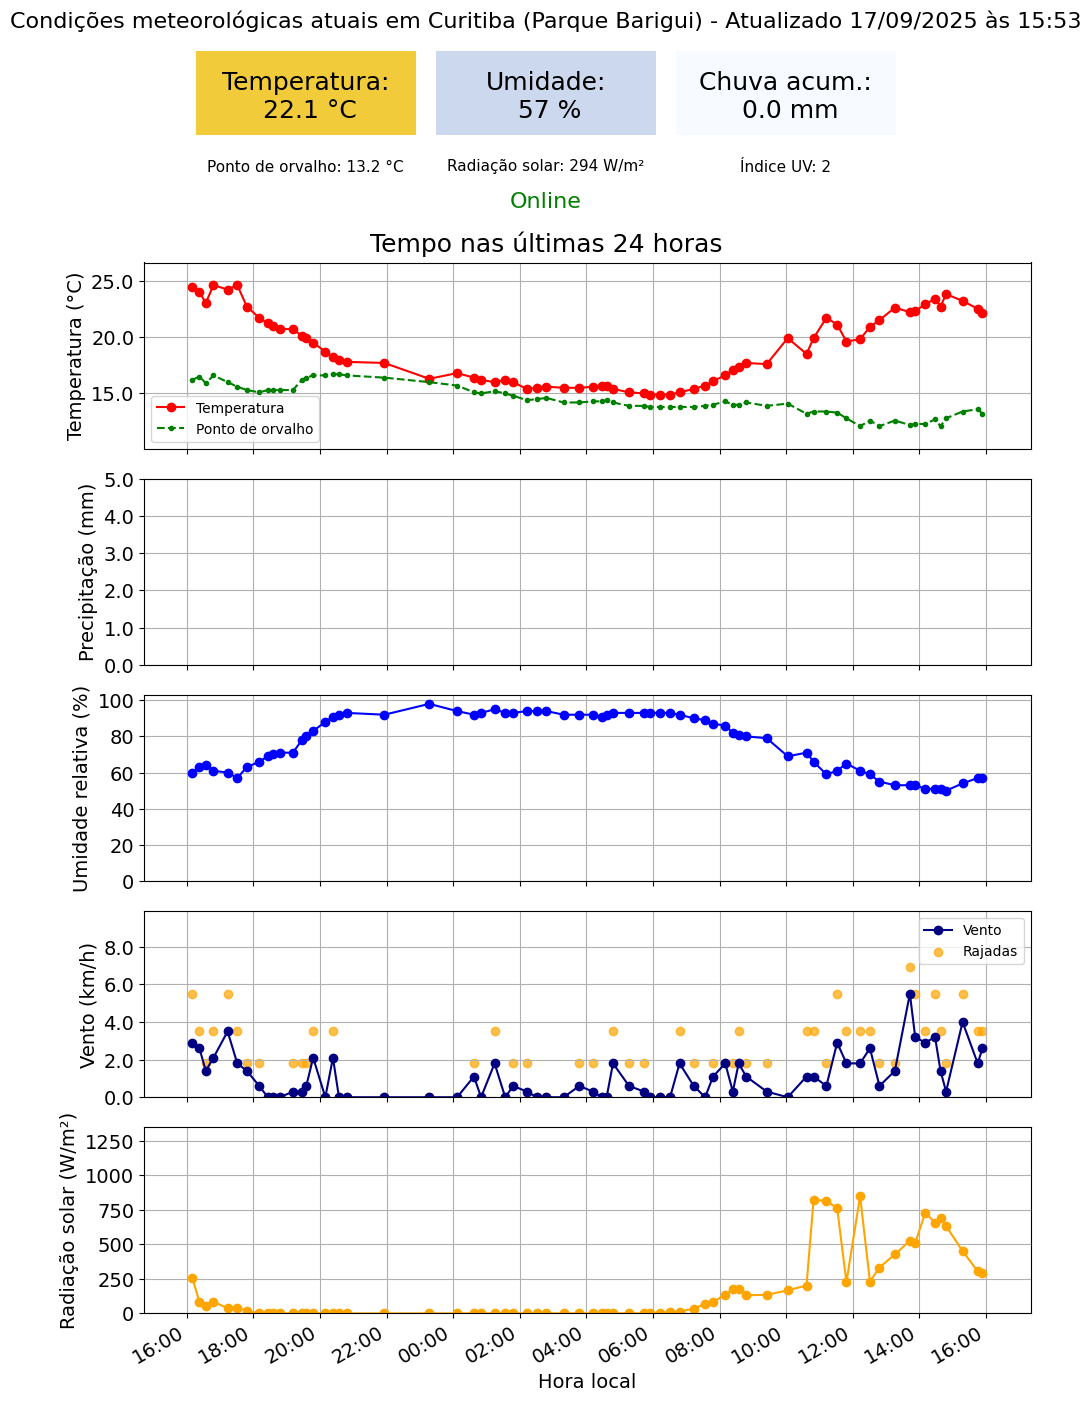 Condições meteorológicas atuais em Curitiba (Parque Barigui) - Atualizado 17/09/2025 às 15:53
Temperatura:
22.1 °C
Umidade:
57 %
Chuva acum.:
0.0 mm
Ponto de orvalho: 13.2 °C
Radiação solar: 294 W/m²
Índice UV: 2
Online
Tempo nas últimas 24 horas
Temperatura (°C)
25.0
20.0
15.0
Temperatura
Ponto de orvalho
Precipitação (mm)
5.0
4.0
3.0
2.0
1.0
0.0
Umidade relativa (%)
100
80
60
40
20
0
Vento (km/h)
8.0
6.0
4.0
2.0
0.0
Vento
Rajadas
Radiação solar (W/m²)
1250
1000
750
500
250
0
16:00
18:00
20:00
22:00
00:00
02:00
04:00
06:00
08:00
10:00
12:00
14:00
16:00
Hora local